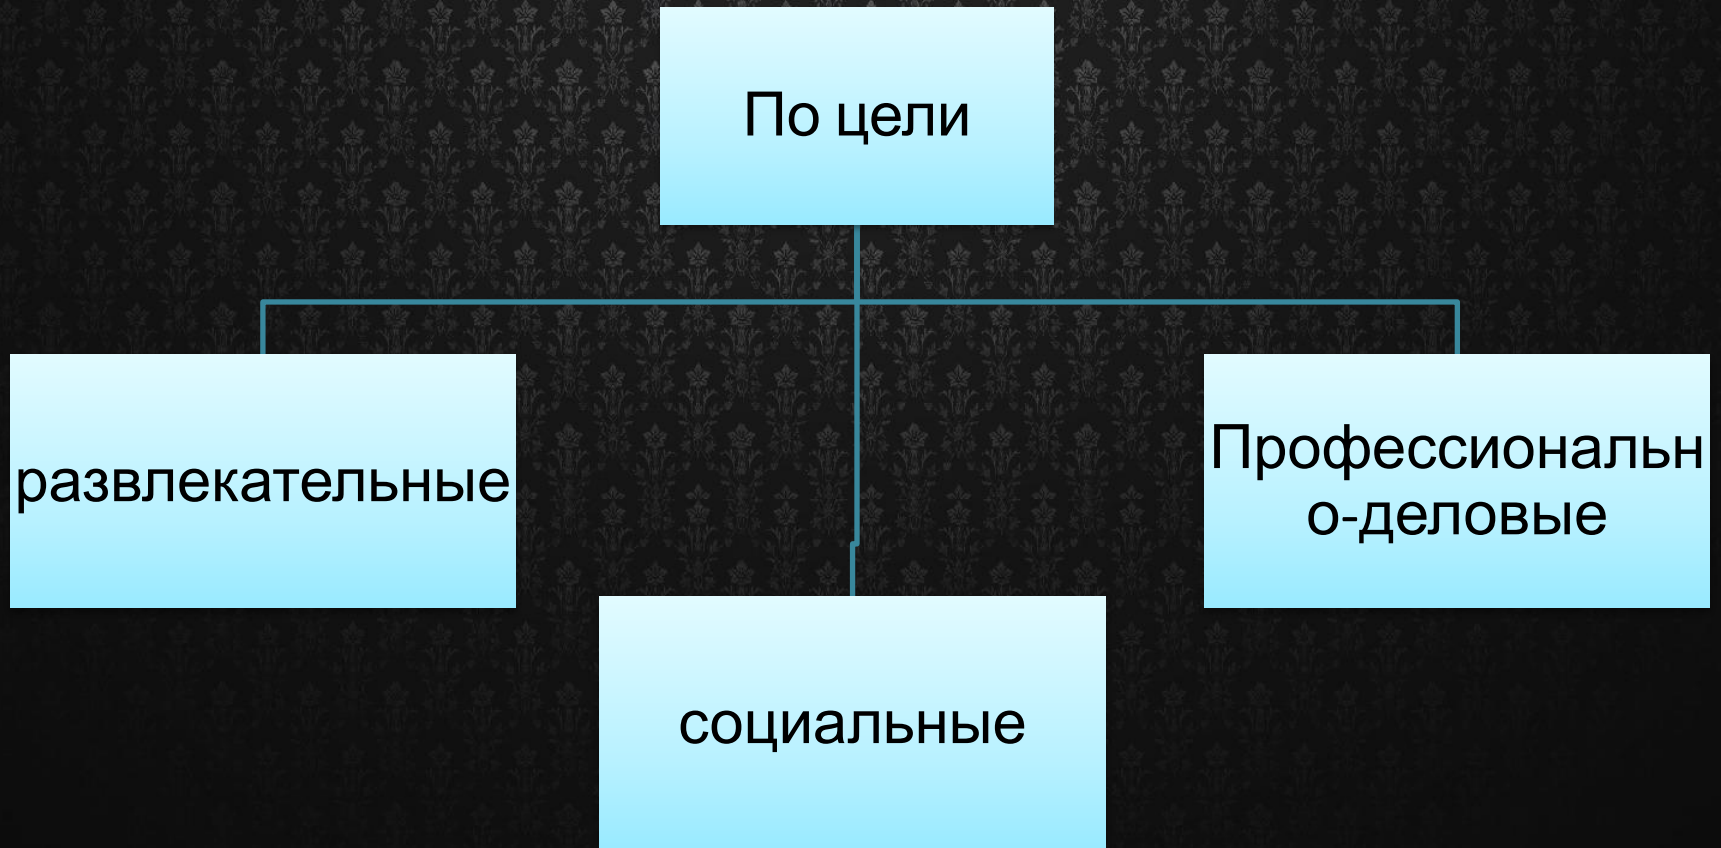 По цели
развлекательные
Профессиональн
о-деловые
социальные